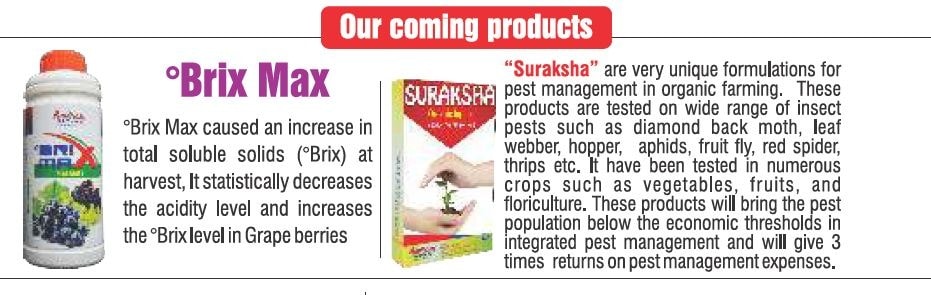 Our coming products
°Brix Max
°Brix Max caused an increase in
total soluble solids (°Brix) at
harvest, It statistically decreases
the acidity level and increases
the °Brix level in Grape berries
BRI
MAX
SURAKSHA
“Suraksha” are very unique formulations for
pest management in organic farming. These
products are tested on wide range of insect
pests such as diamond back moth, leaf
webber, hopper, aphids, fruit fly, red spider,
thrips etc. It have been tested in numerous
crops such as vegetables, fruits, and
floriculture. These products will bring the pest
population below the economic thresholds in
integrated pest management and will give 3
times returns on pest management expenses.